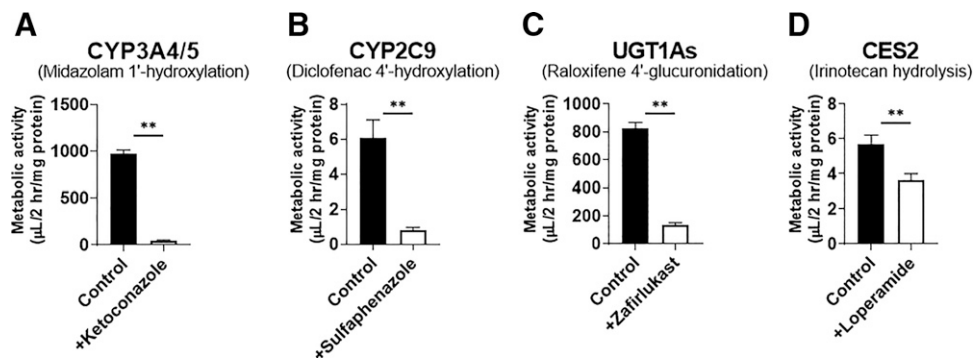 A
CYP3A4/5
(Midazolam 1'-hydroxylation)
Metabolic activity
(μL/2 hr/mg protein)
1500
1000
500
0
**
Control
+Ketoconazole
B
CYP2C9
(Diclofenac 4'-hydroxylation)
Metabolic activity
(μL/2 hr/mg protein)
8
6
4
2
0
**
Control
+Sulfaphenazole
C
UGT1As
(Raloxifene 4'-glucuronidation)
Metabolic activity
(μL/2 hr/mg protein)
1000
800
600
400
200
0
**
Control
+Zafirlukast
D
CES2
(Irinotecan hydrolysis)
Metabolic activity
(μL/2 hr/mg protein)
8
6
4
2
0
**
Control
+Loperamide